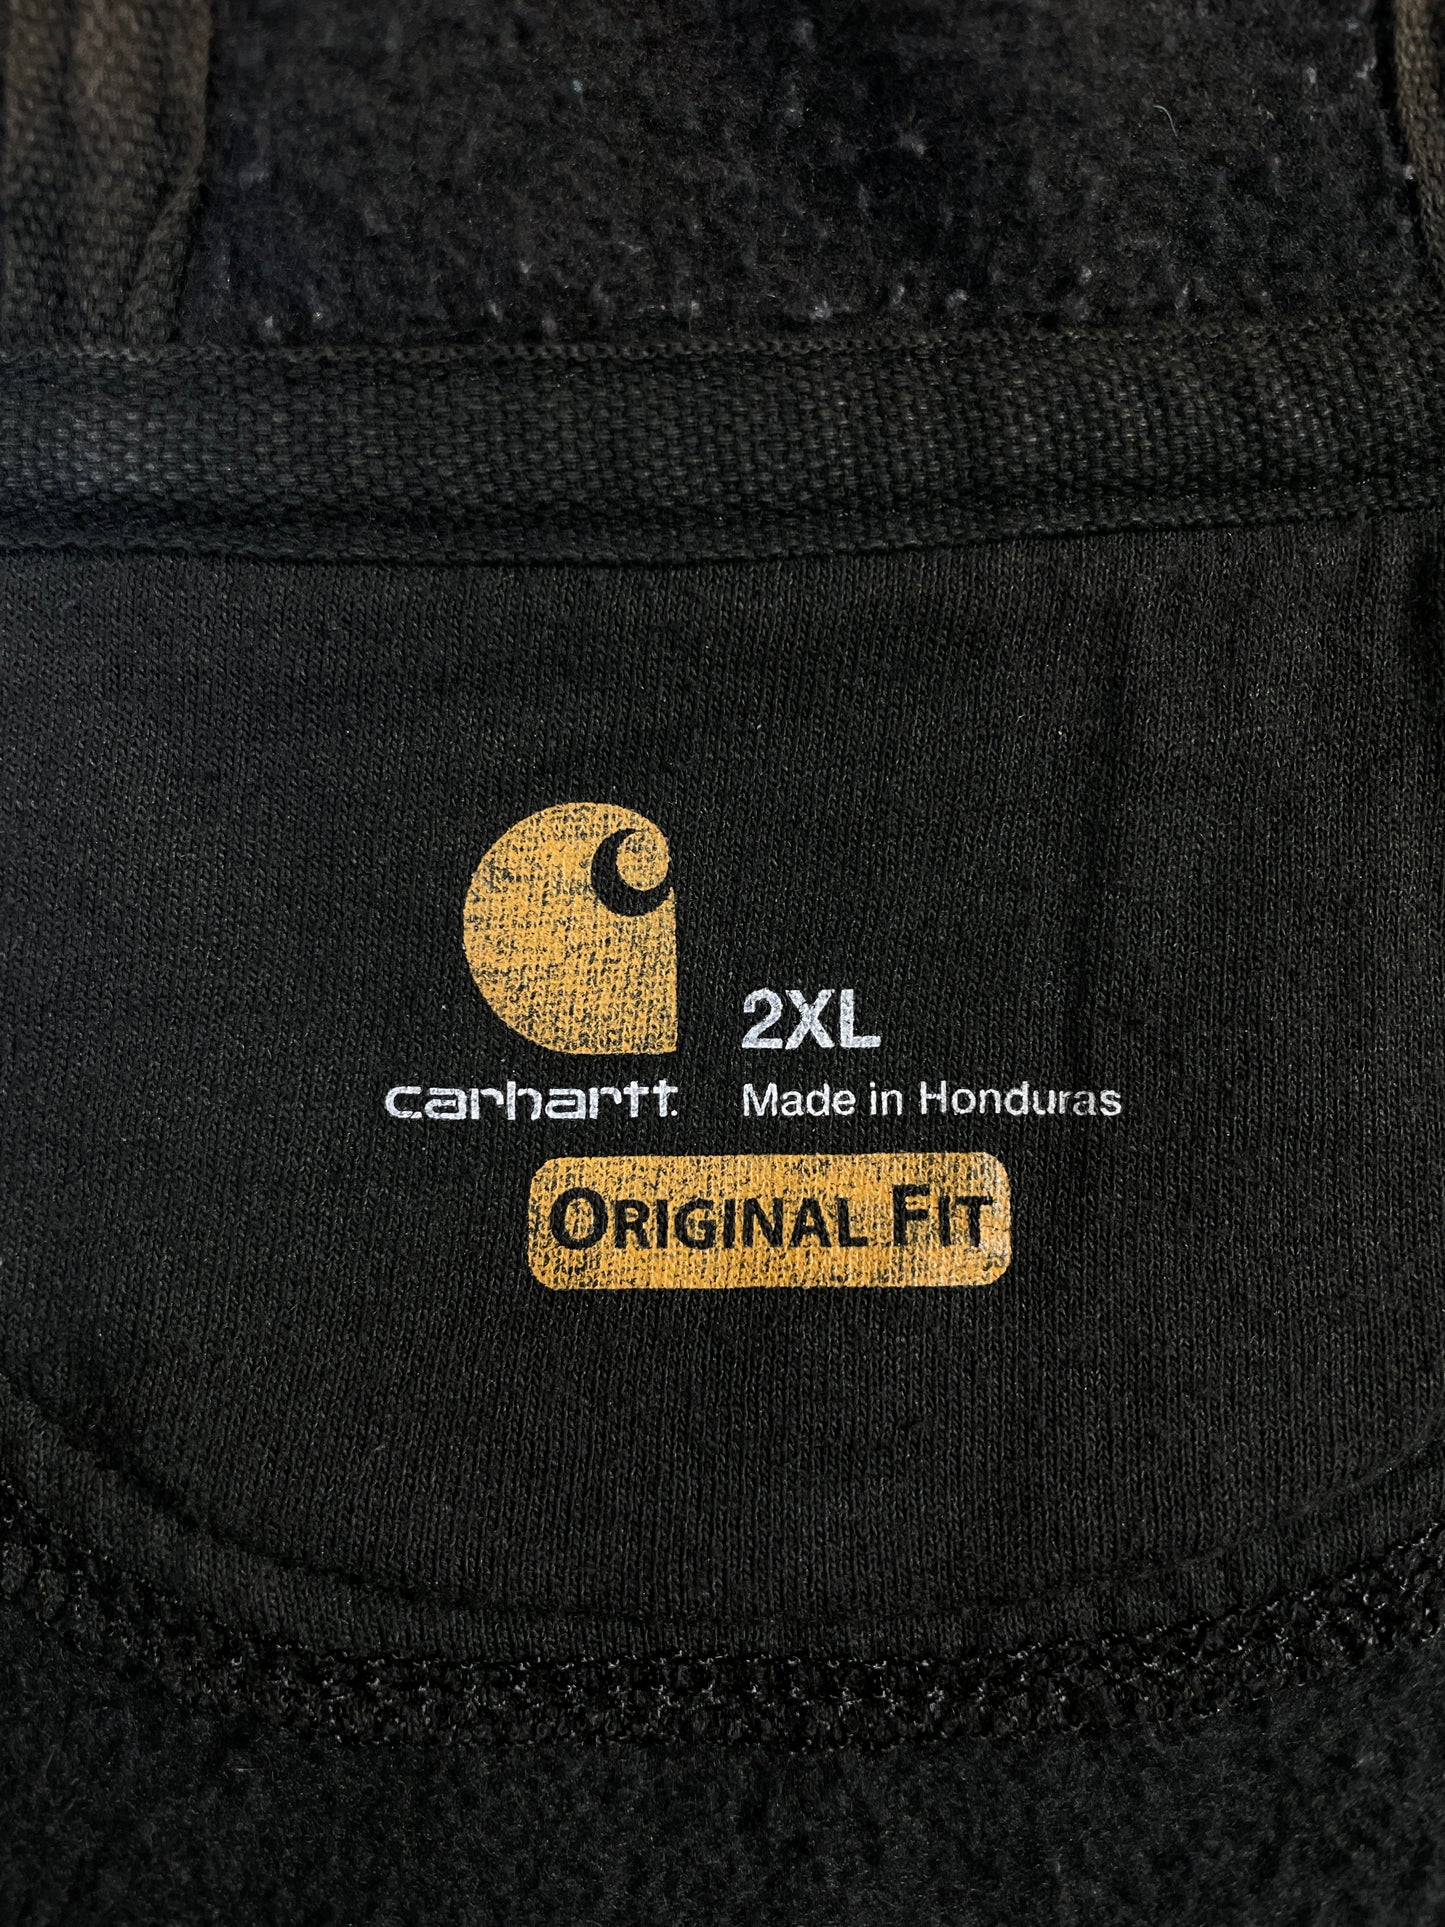 2XL
carhartt.
Made in Honduras
ORIGINAL FIT